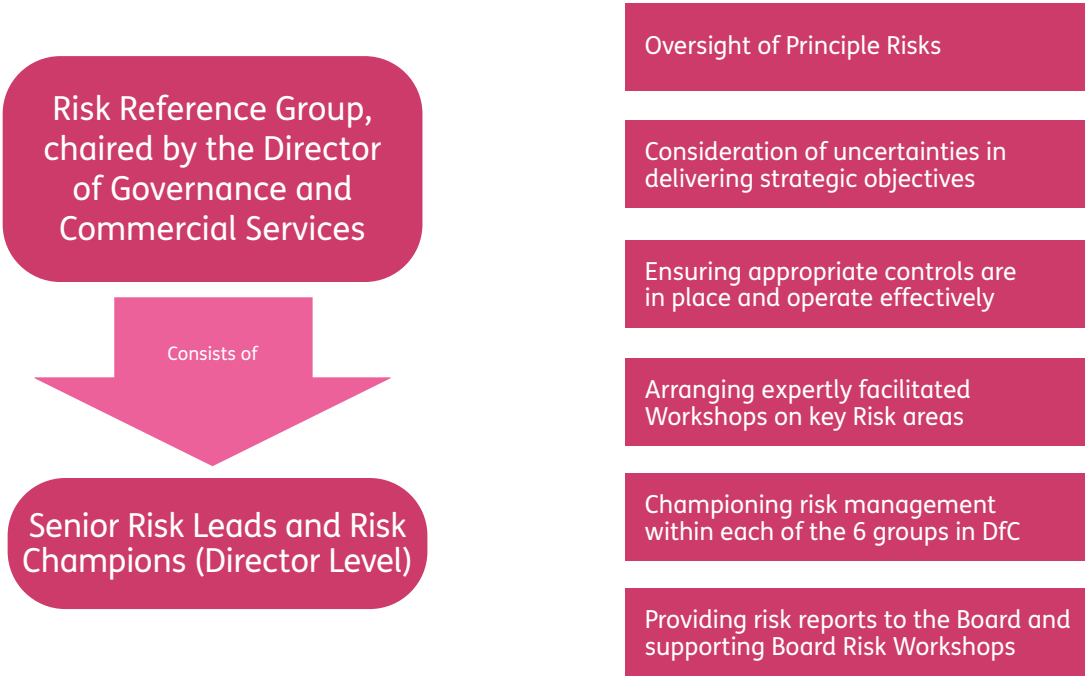 Risk Reference Group,
chaired by the Director
of Governance and
Commercial Services
Consists of
Senior Risk Leads and Risk
Champions (Director Level)
Oversight of Principle Risks
Consideration of uncertainties in
delivering strategic objectives
Ensuring appropriate controls are
in place and operate effectively
Arranging expertly facilitated
Workshops on key Risk areas
Championing risk management
within each of the 6 groups in DfC
Providing risk reports to the Board and
supporting Board Risk Workshops